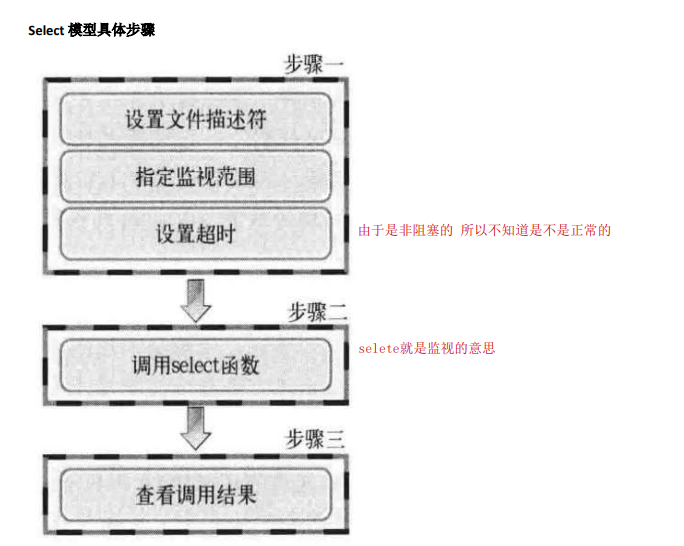 Select 模型具体步骤
步骤一
设置文件描述符
指定监视范围
设置超时
由于是非阻塞的 所以不知道是不是正常的
步骤二
selete就是监视的意思
调用select函数
步骤三
查看调用结果